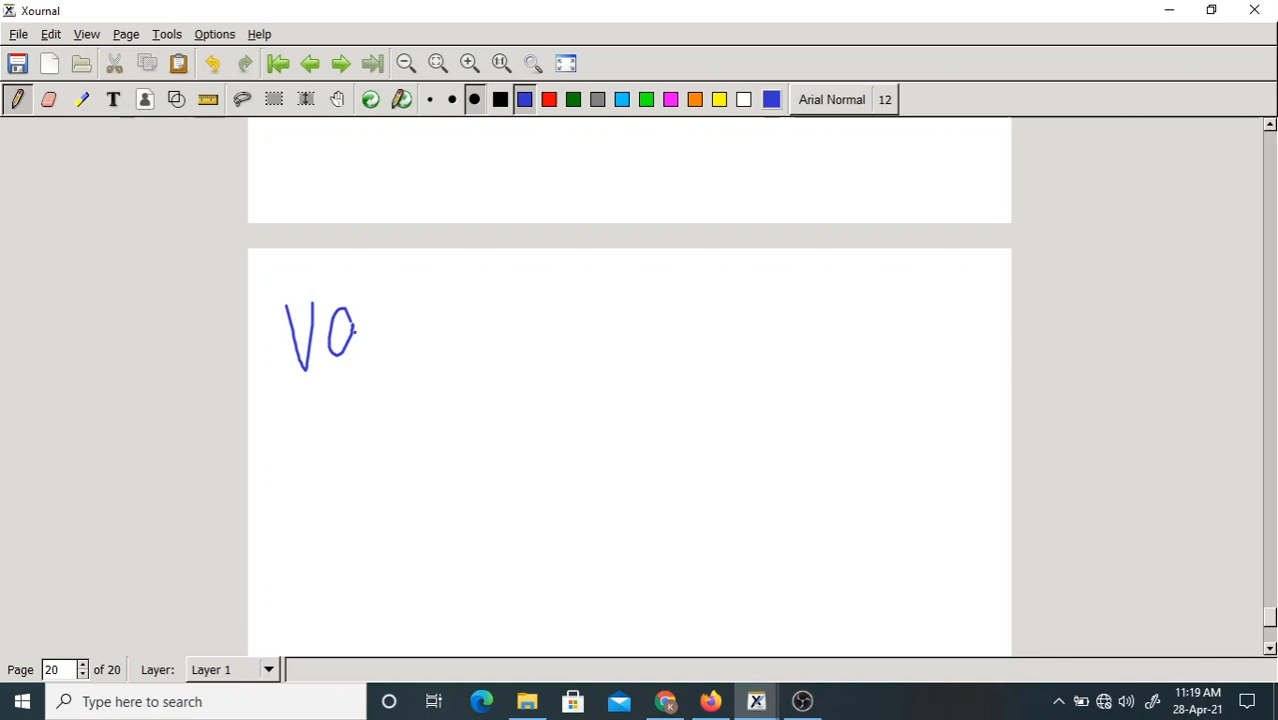 Xournal
File Edit View Page Tools Options Help
T Arial Normal 12
VO
Page 20 of 20 Layer: Layer 1
Type here to search 11:19 AM
28-Apr-21